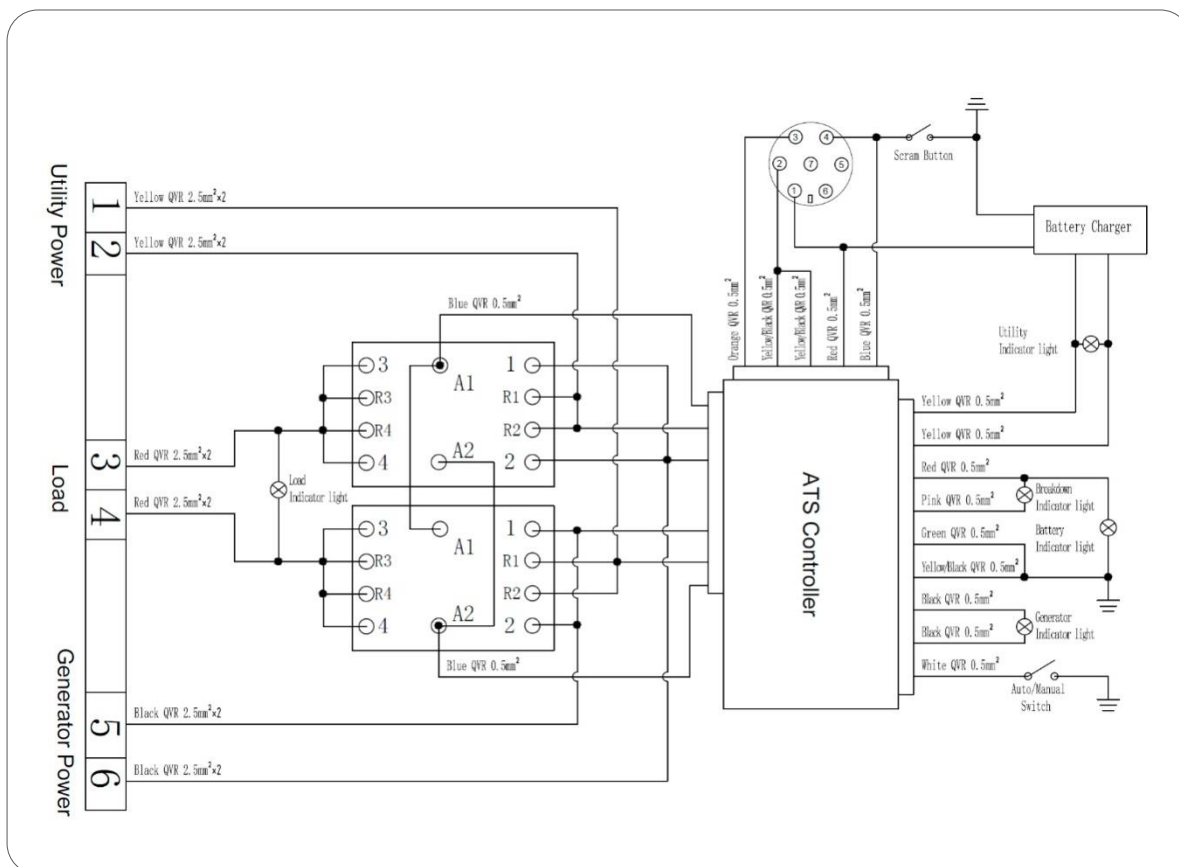 Utility Power
Load
Generator Power
1
2
3
4
5
6
Yellow QVR 2.5mm²×2
Yellow QVR 2.5mm²×2
Red QVR 2.5mm²×2
Red QVR 2.5mm²×2
Black QVR 2.5mm²×2
Black QVR 2.5mm²×2
Load
Indicator light
Blue QVR 0.5mm²
3
R3
R4
4
A1
A2
1
R1
R2
2
3
R3
R4
4
A1
A2
1
R1
R2
2
Blue QVR 0.5mm²
3
4
2
7
5
1
6
Scram Button
Battery Charger
Orange QVR 0.5mm²
Yellow/Black QVR 0.5mm²
Yellow/Black QVR 0.5mm²
Red QVR 0.5mm²
Blue QVR 0.5mm²
Utility
Indicator light
ATS Controller
Yellow QVR 0.5mm²
Yellow QVR 0.5mm²
Red QVR 0.5mm²
Pink QVR 0.5mm²
Green QVR 0.5mm²
Yellow/Black QVR 0.5mm²
Black QVR 0.5mm²
Black QVR 0.5mm²
White QVR 0.5mm²
Breakdown
Indicator light
Battery
Indicator light
Generator
Indicator light
Auto/Manual
Switch